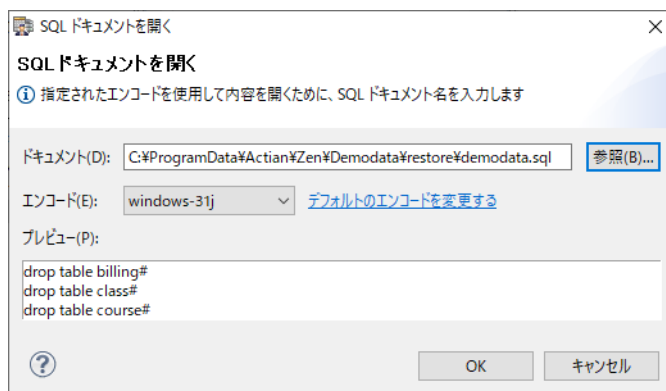 SQL ドキュメントを開く
SQLドキュメントを開く
指定されたエンコードを使用して内容を開くために、SQL ドキュメント名を入力します
ドキュメント(D): C:¥ProgramData¥Actian¥Zen¥Demodata¥restore¥demodata.sql 参照(B)...
エンコード(E): windows-31j デフォルトのエンコードを変更する
プレビュー(P):
drop table billing#
drop table class#
drop table course#
OK キャンセル